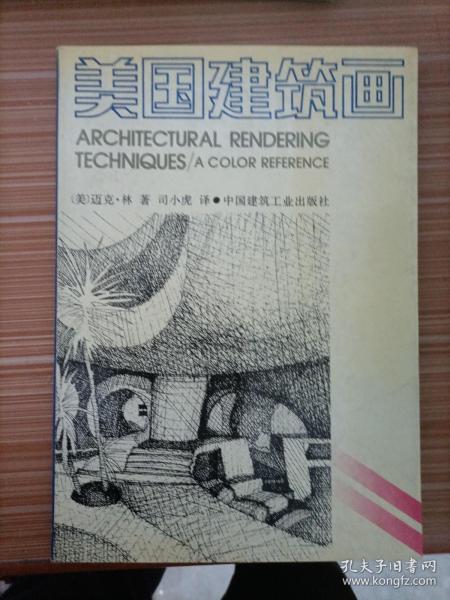 美国建筑画
ARCHITECTURAL RENDERING
TECHNIQUES/A COLOR REFERENCE
〔美〕迈克·林 著 司小虎 译●中国建筑工业出版社
孔夫子旧书网
www.kongfz.com